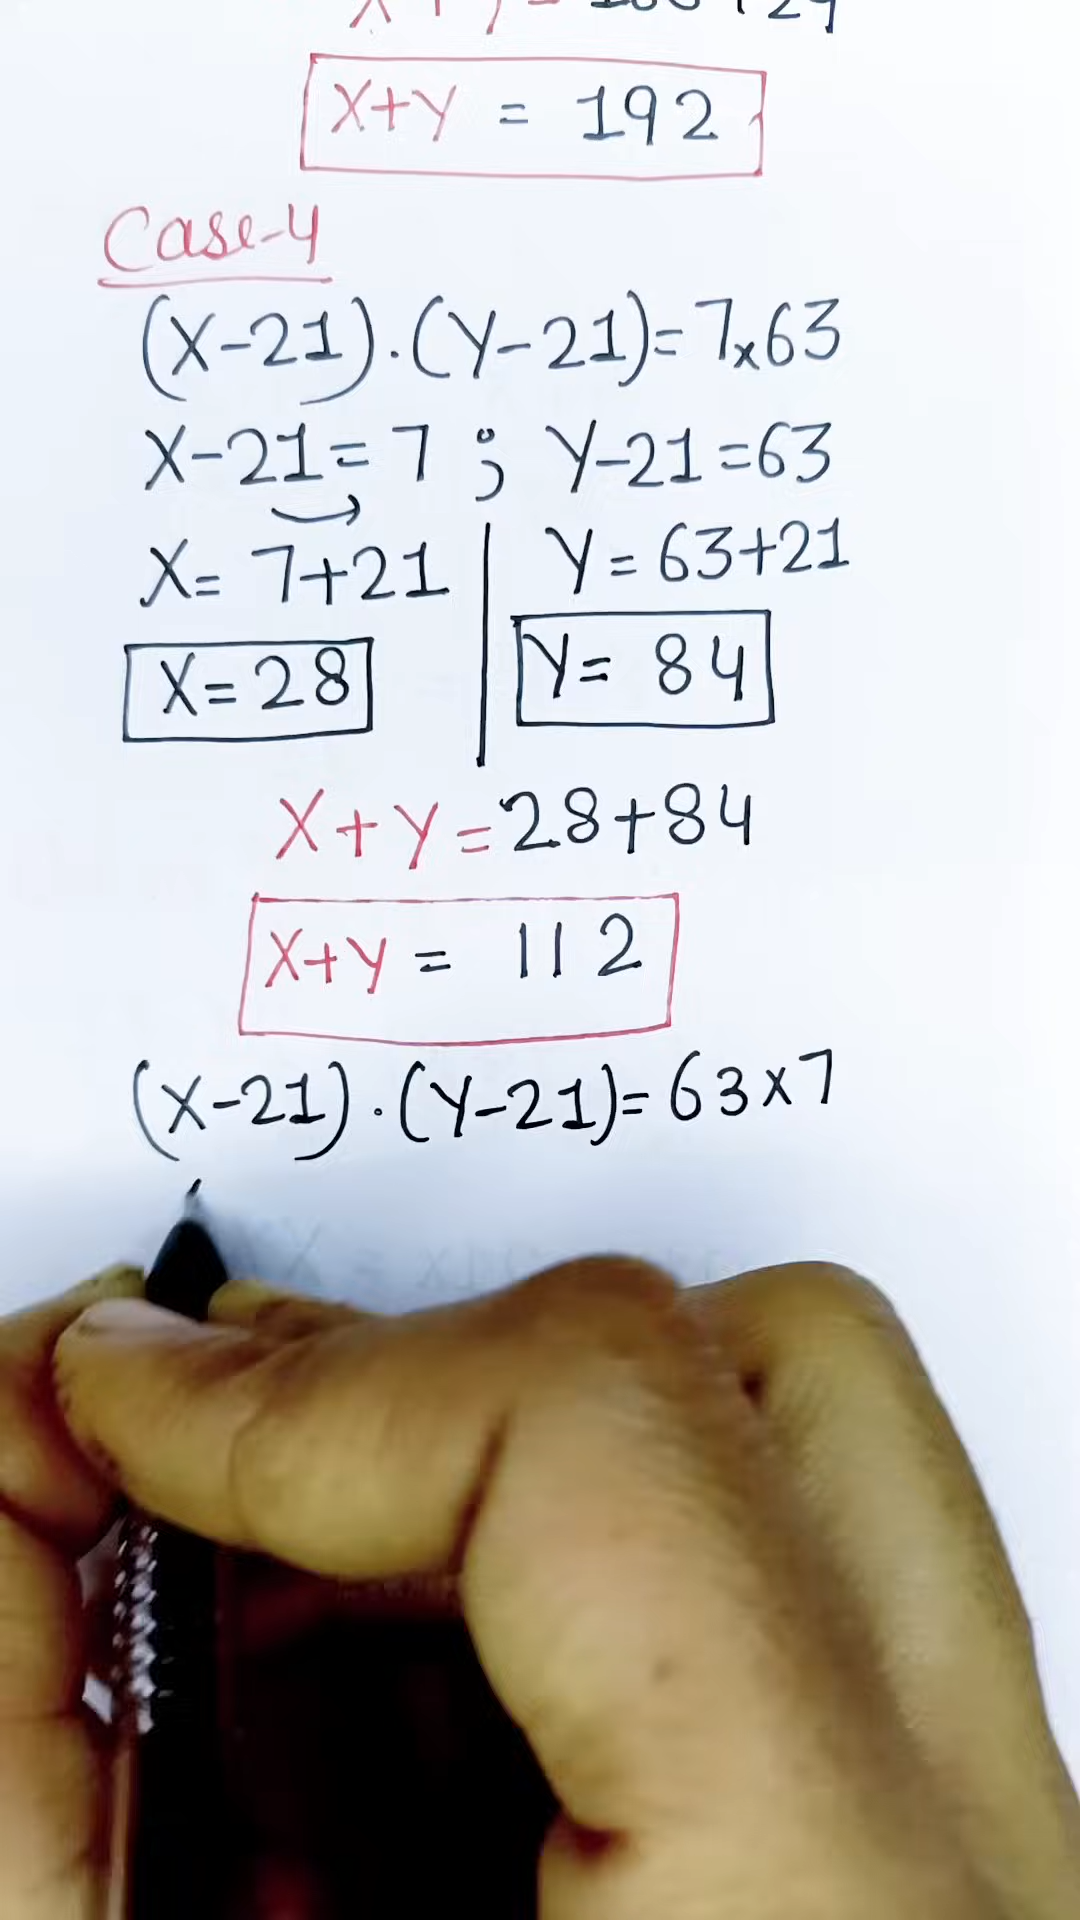 X+Y = 192
Case-4
(X-21).(Y-21)=7x63
X-21=7 ; Y-21=63
X= 7+21 Y=63+21
X=28 Y= 84
X+Y=28+84
X+Y = 112
(X-21).(Y-21)=63x7